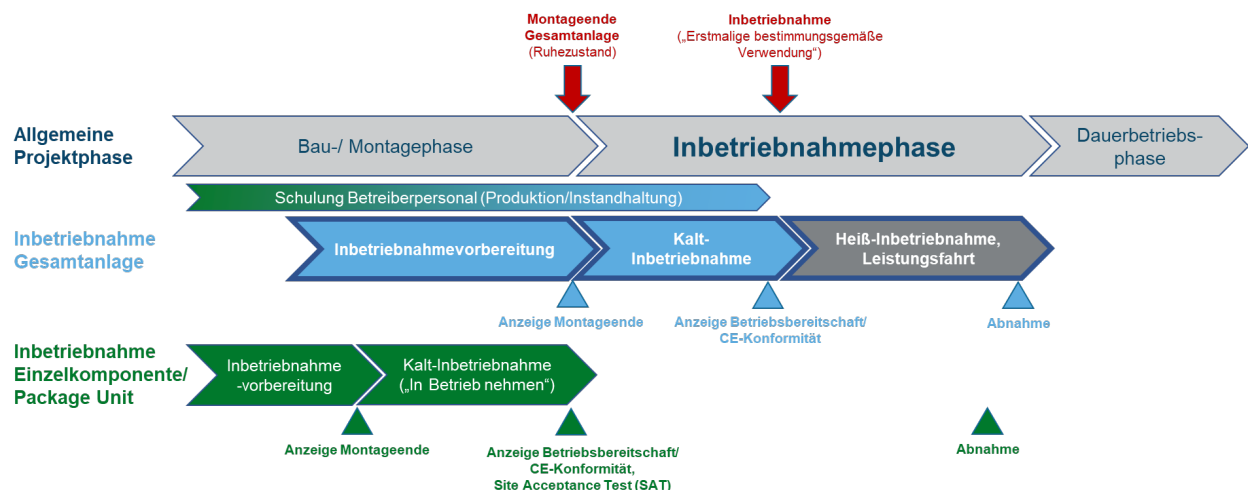 Montageende
Gesamtanlage
(Ruhezustand)
Inbetriebnahme
(„Erstmalige bestimmungsgemäße
Verwendung“)
Allgemeine
Projektphase
Bau-/ Montagephase
Inbetriebnahmephase
Dauerbetriebs-
phase
Schulung Betreiberpersonal (Produktion/Instandhaltung)
Inbetriebnahme
Gesamtanlage
Inbetriebnahmevorbereitung
Kalt-
Inbetriebnahme
Heiß-Inbetriebnahme,
Leistungsfahrt
Anzeige Montageende
Anzeige Betriebsbereitschaft/
CE-Konformität
Abnahme
Inbetriebnahme
Einzelkomponente/
Package Unit
Inbetriebnahme
-vorbereitung
Kalt-Inbetriebnahme
(„In Betrieb nehmen“)
Anzeige Montageende
Anzeige Betriebsbereitschaft/
CE-Konformität,
Site Acceptance Test (SAT)
Abnahme